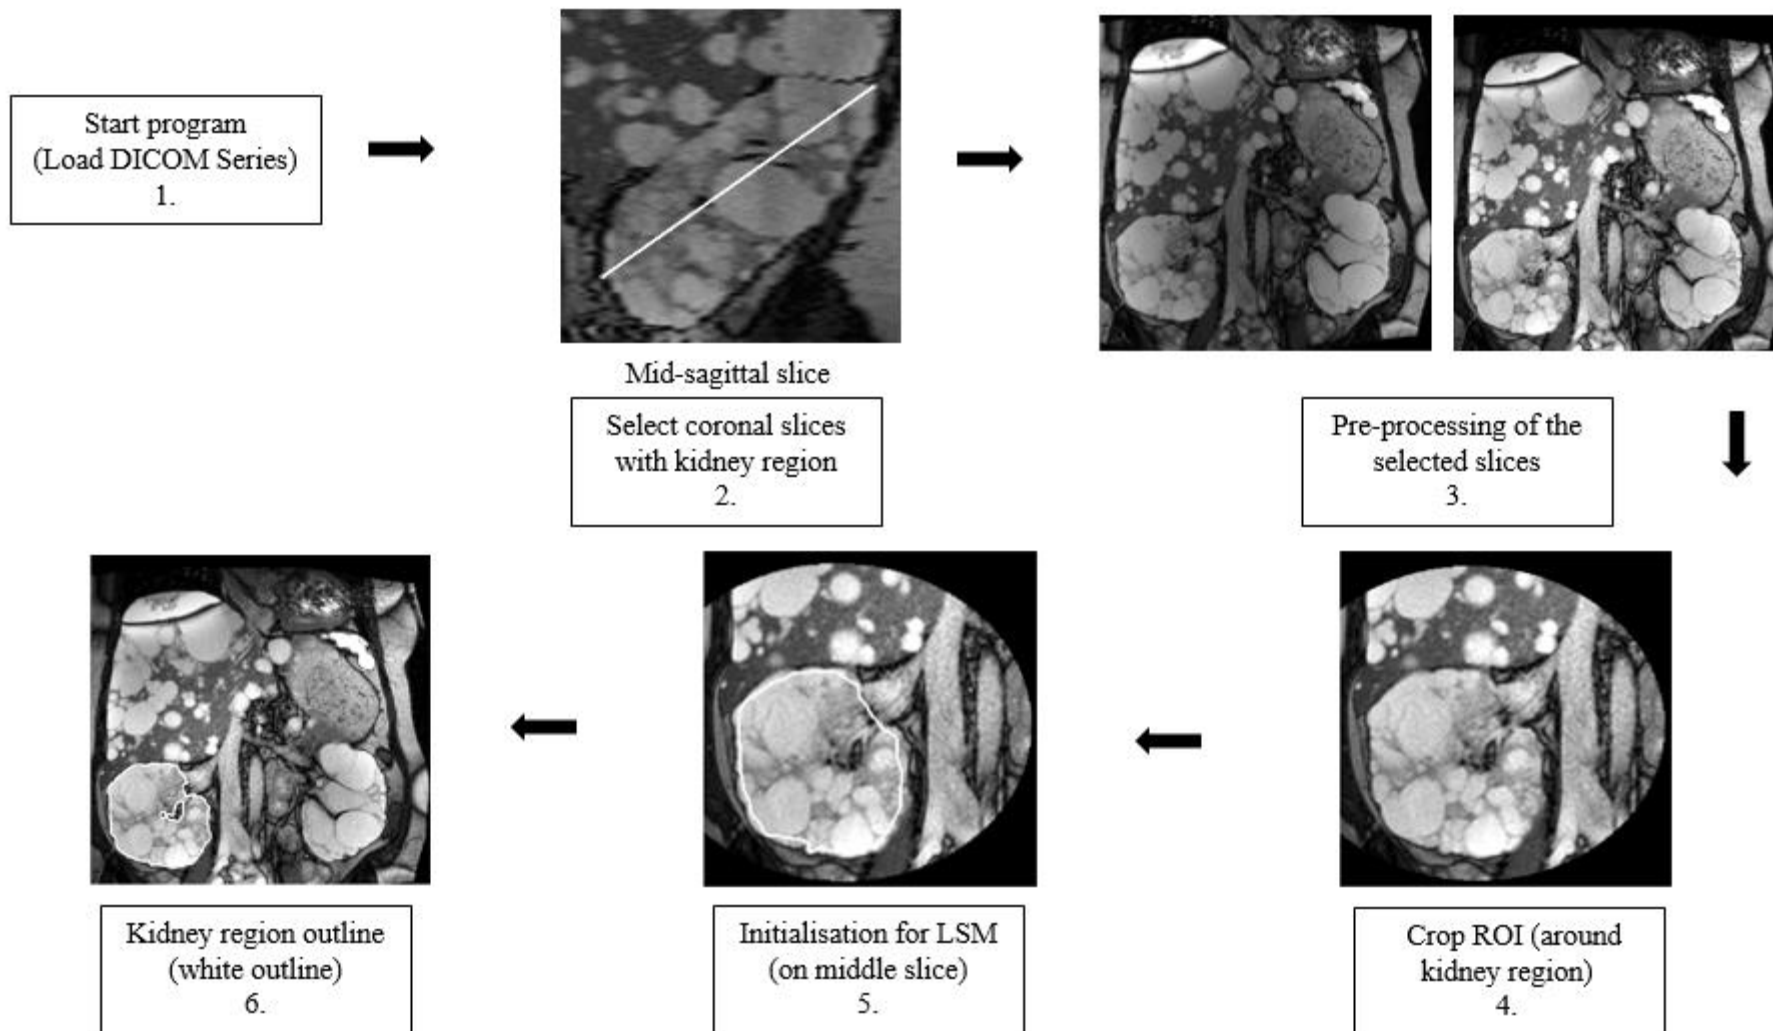 Start program
(Load DICOM Series)
1.
Mid-sagittal slice
Select coronal slices
with kidney region
2.
Pre-processing of the
selected slices
3.
Crop ROI (around
kidney region)
4.
Initialisation for LSM
(on middle slice)
5.
Kidney region outline
(white outline)
6.